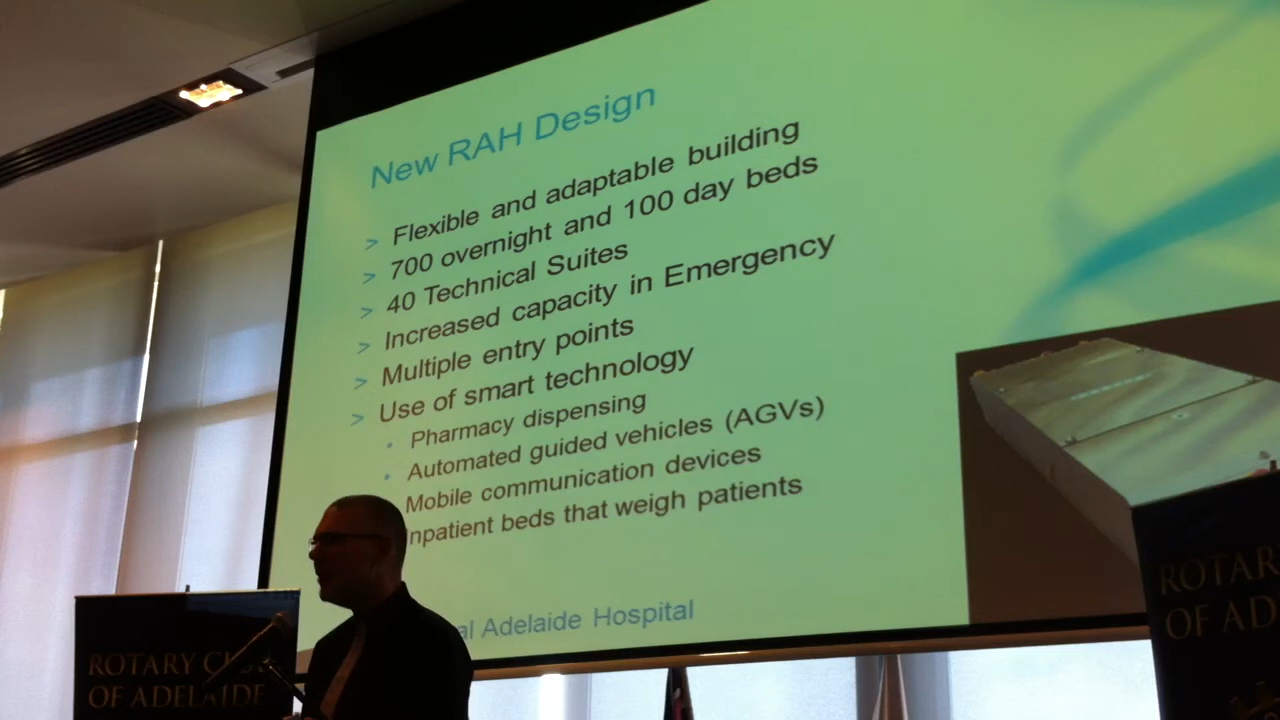 New RAH Design
> Flexible and adaptable building
> 700 overnight and 100 day beds
> 40 Technical Suites
> Increased capacity in Emergency
> Multiple entry points
> Use of smart technology
• Pharmacy dispensing
• Automated guided vehicles (AGVs)
Mobile communication devices
npatient beds that weigh patients
al Adelaide Hospital
ROTARY CLUB
OF ADELAIDE
ROTAR
OF AD